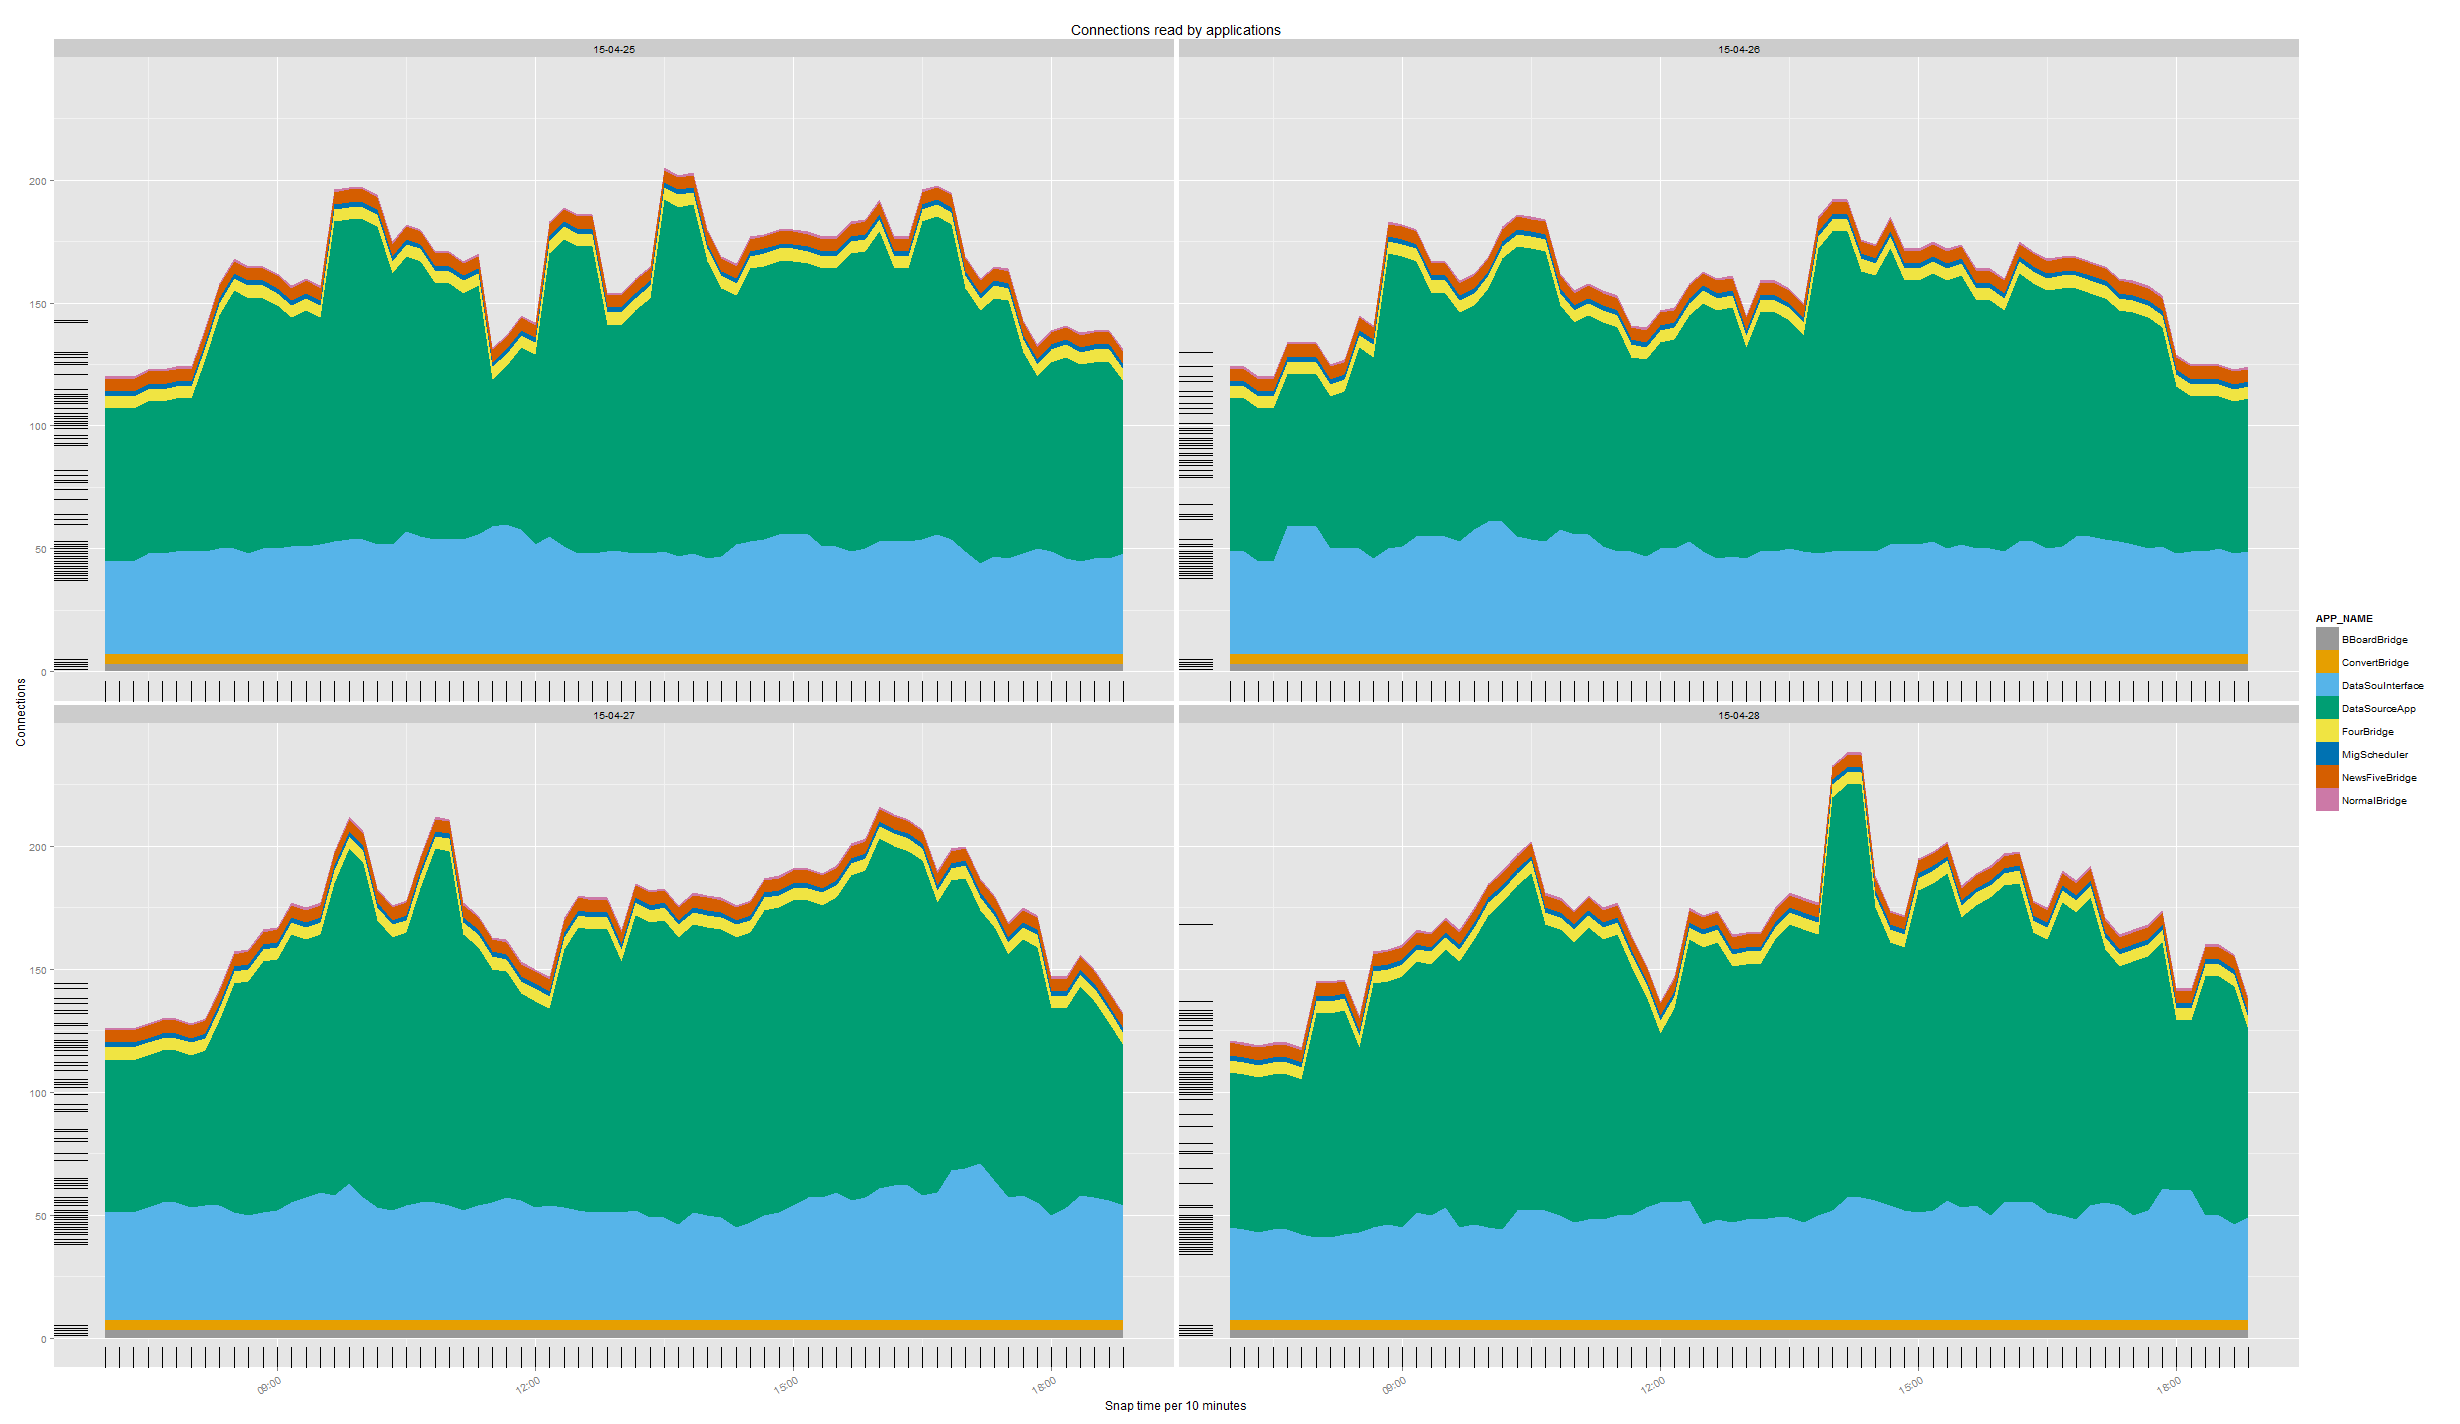 Connections read by applications
15-04-25
15-04-26
200
150
100
50
0
15-04-27
15-04-28
200
150
100
50
0
09:00
12:00
15:00
18:00
09:00
12:00
15:00
18:00
Snap time per 10 minutes
Connections
APP_NAME
BBoardBridge
ConvertBridge
DataSouInterface
DataSourceApp
FourBridge
MigScheduler
NewsFiveBridge
NormalBridge